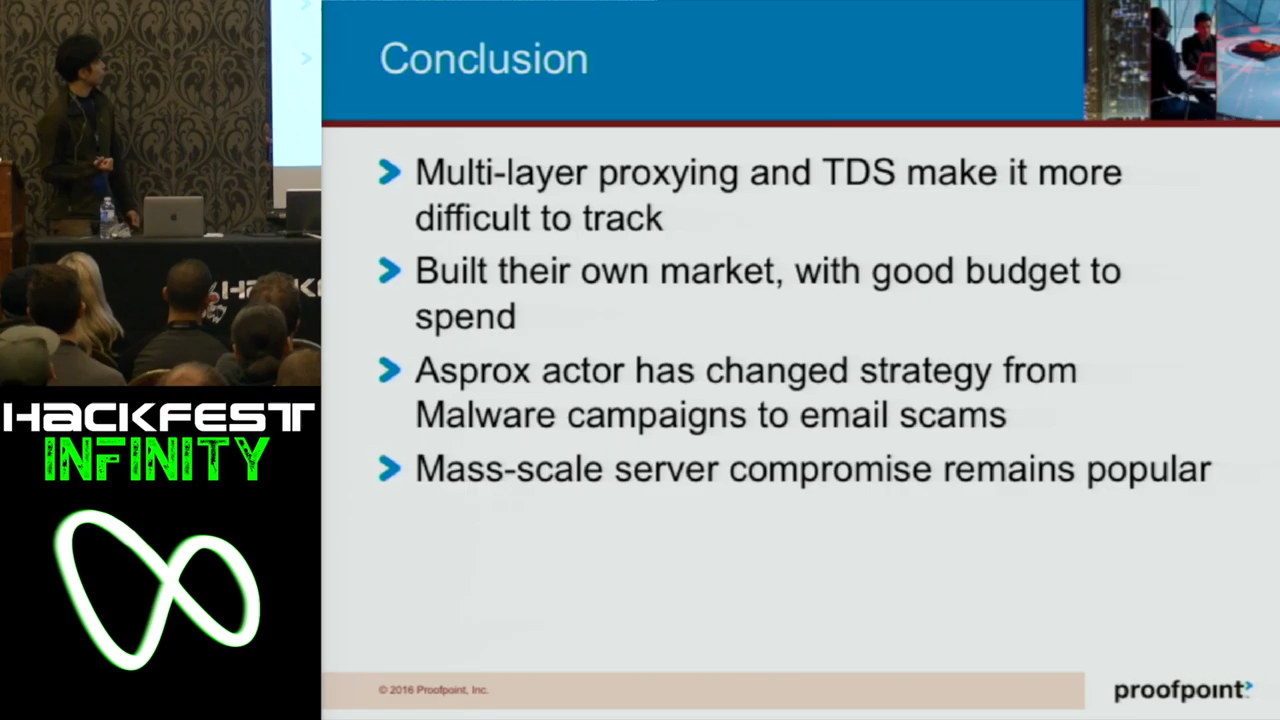 Conclusion
Multi-layer proxying and TDS make it more
difficult to track
Built their own market, with good budget to
spend
Asprox actor has changed strategy from
Malware campaigns to email scams
Mass-scale server compromise remains popular
© 2016 Proofpoint, Inc.
proofpoint
HACKFEST
INFINITY